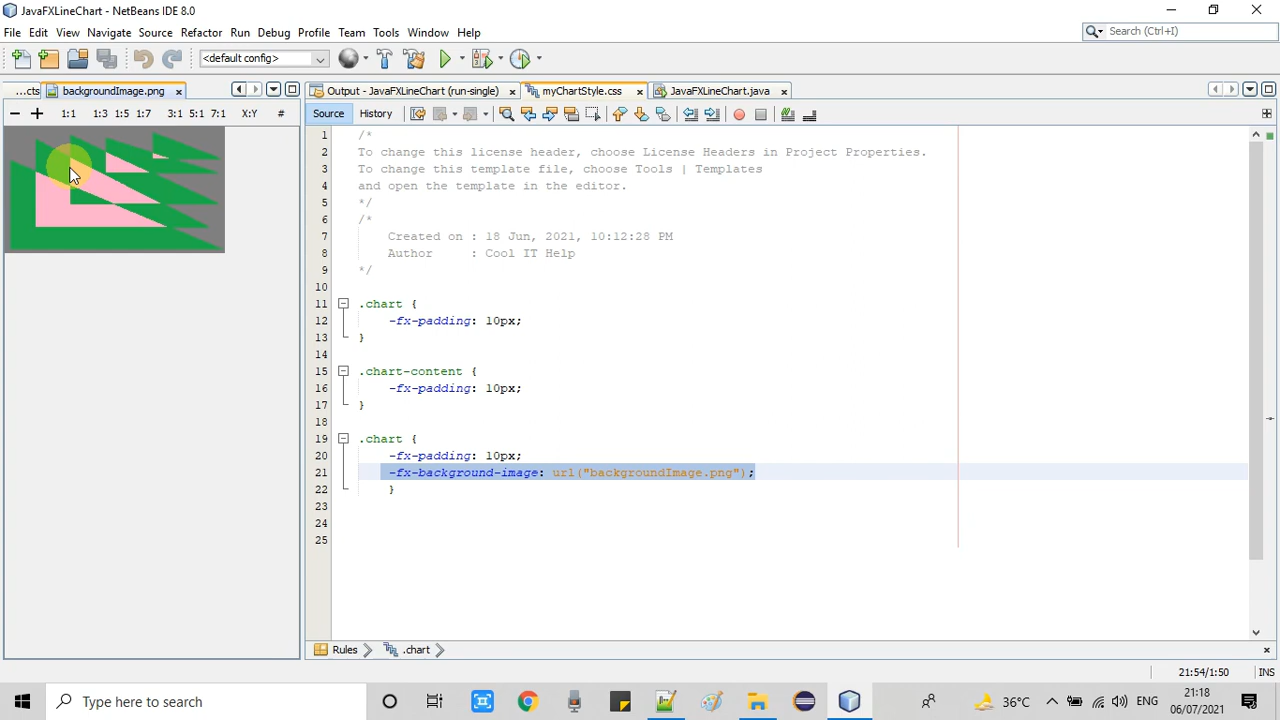 JavaFXLineChart - NetBeans IDE 8.0
File Edit View Navigate Source Refactor Run Debug Profile Team Tools Window Help
Search (Ctrl+I)
<default config>
...cts backgroundImage.png
Output - JavaFXLineChart (run-single) myChartStyle.css JavaFXLineChart.java
1:1 1:3 1:5 1:7 3:1 5:1 7:1 X:Y #
Source History
1 /*
2 To change this license header, choose License Headers in Project Properties.
3 To change this template file, choose Tools | Templates
4 and open the template in the editor.
5 */
6 /*
7 Created on : 18 Jun, 2021, 10:12:28 PM
8 Author : Cool IT Help
9 */
10
11 .chart {
12 -fx-padding: 10px;
13 }
14
15 .chart-content {
16 -fx-padding: 10px;
17 }
18
19 .chart {
20 -fx-padding: 10px;
21 -fx-background-image: url("backgroundImage.png");
22 }
23
24
25
Rules .chart
21:54/1:50 INS
Type here to search
36°C ENG
21:18
06/07/2021